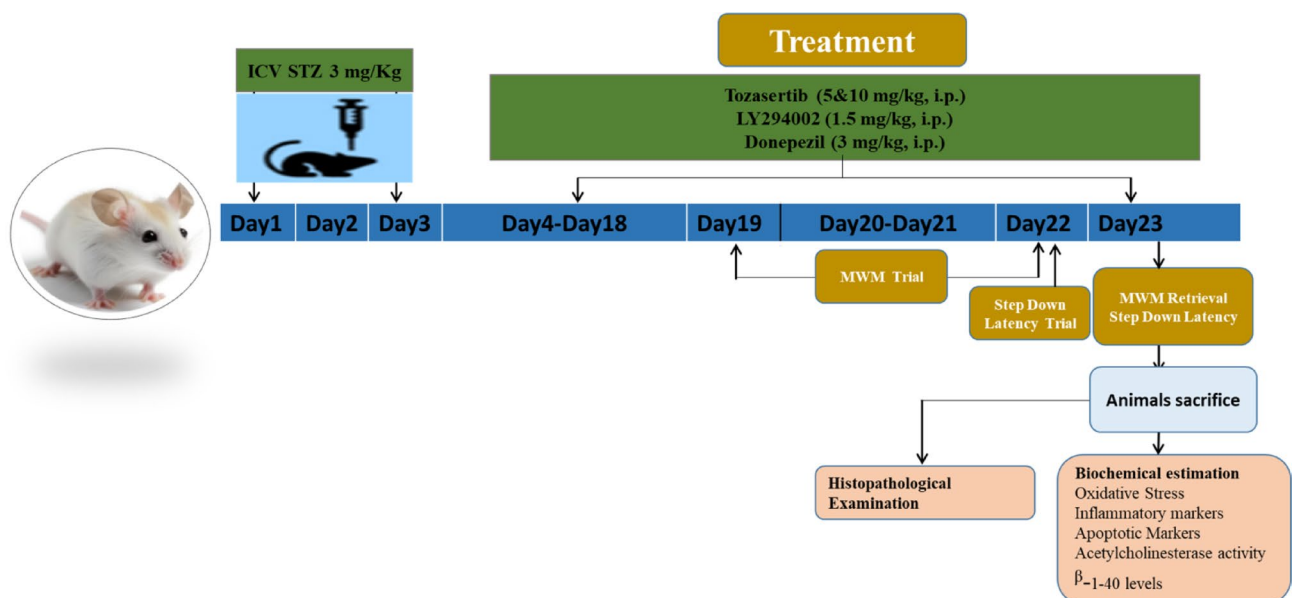 Treatment
ICV STZ 3 mg/Kg
Tozasertib (5&10 mg/kg, i.p.)
LY294002 (1.5 mg/kg, i.p.)
Donepezil (3 mg/kg, i.p.)
Day1 Day2 Day3 Day4-Day18 Day19 Day20-Day21 Day22 Day23
MWM Trial
Step Down
Latency Trial
MWM Retrieval
Step Down Latency
Animals sacrifice
Histopathological
Examination
Biochemical estimation
Oxidative Stress
Inflammatory markers
Apoptotic Markers
Acetylcholinesterase activity
β-1-40 levels